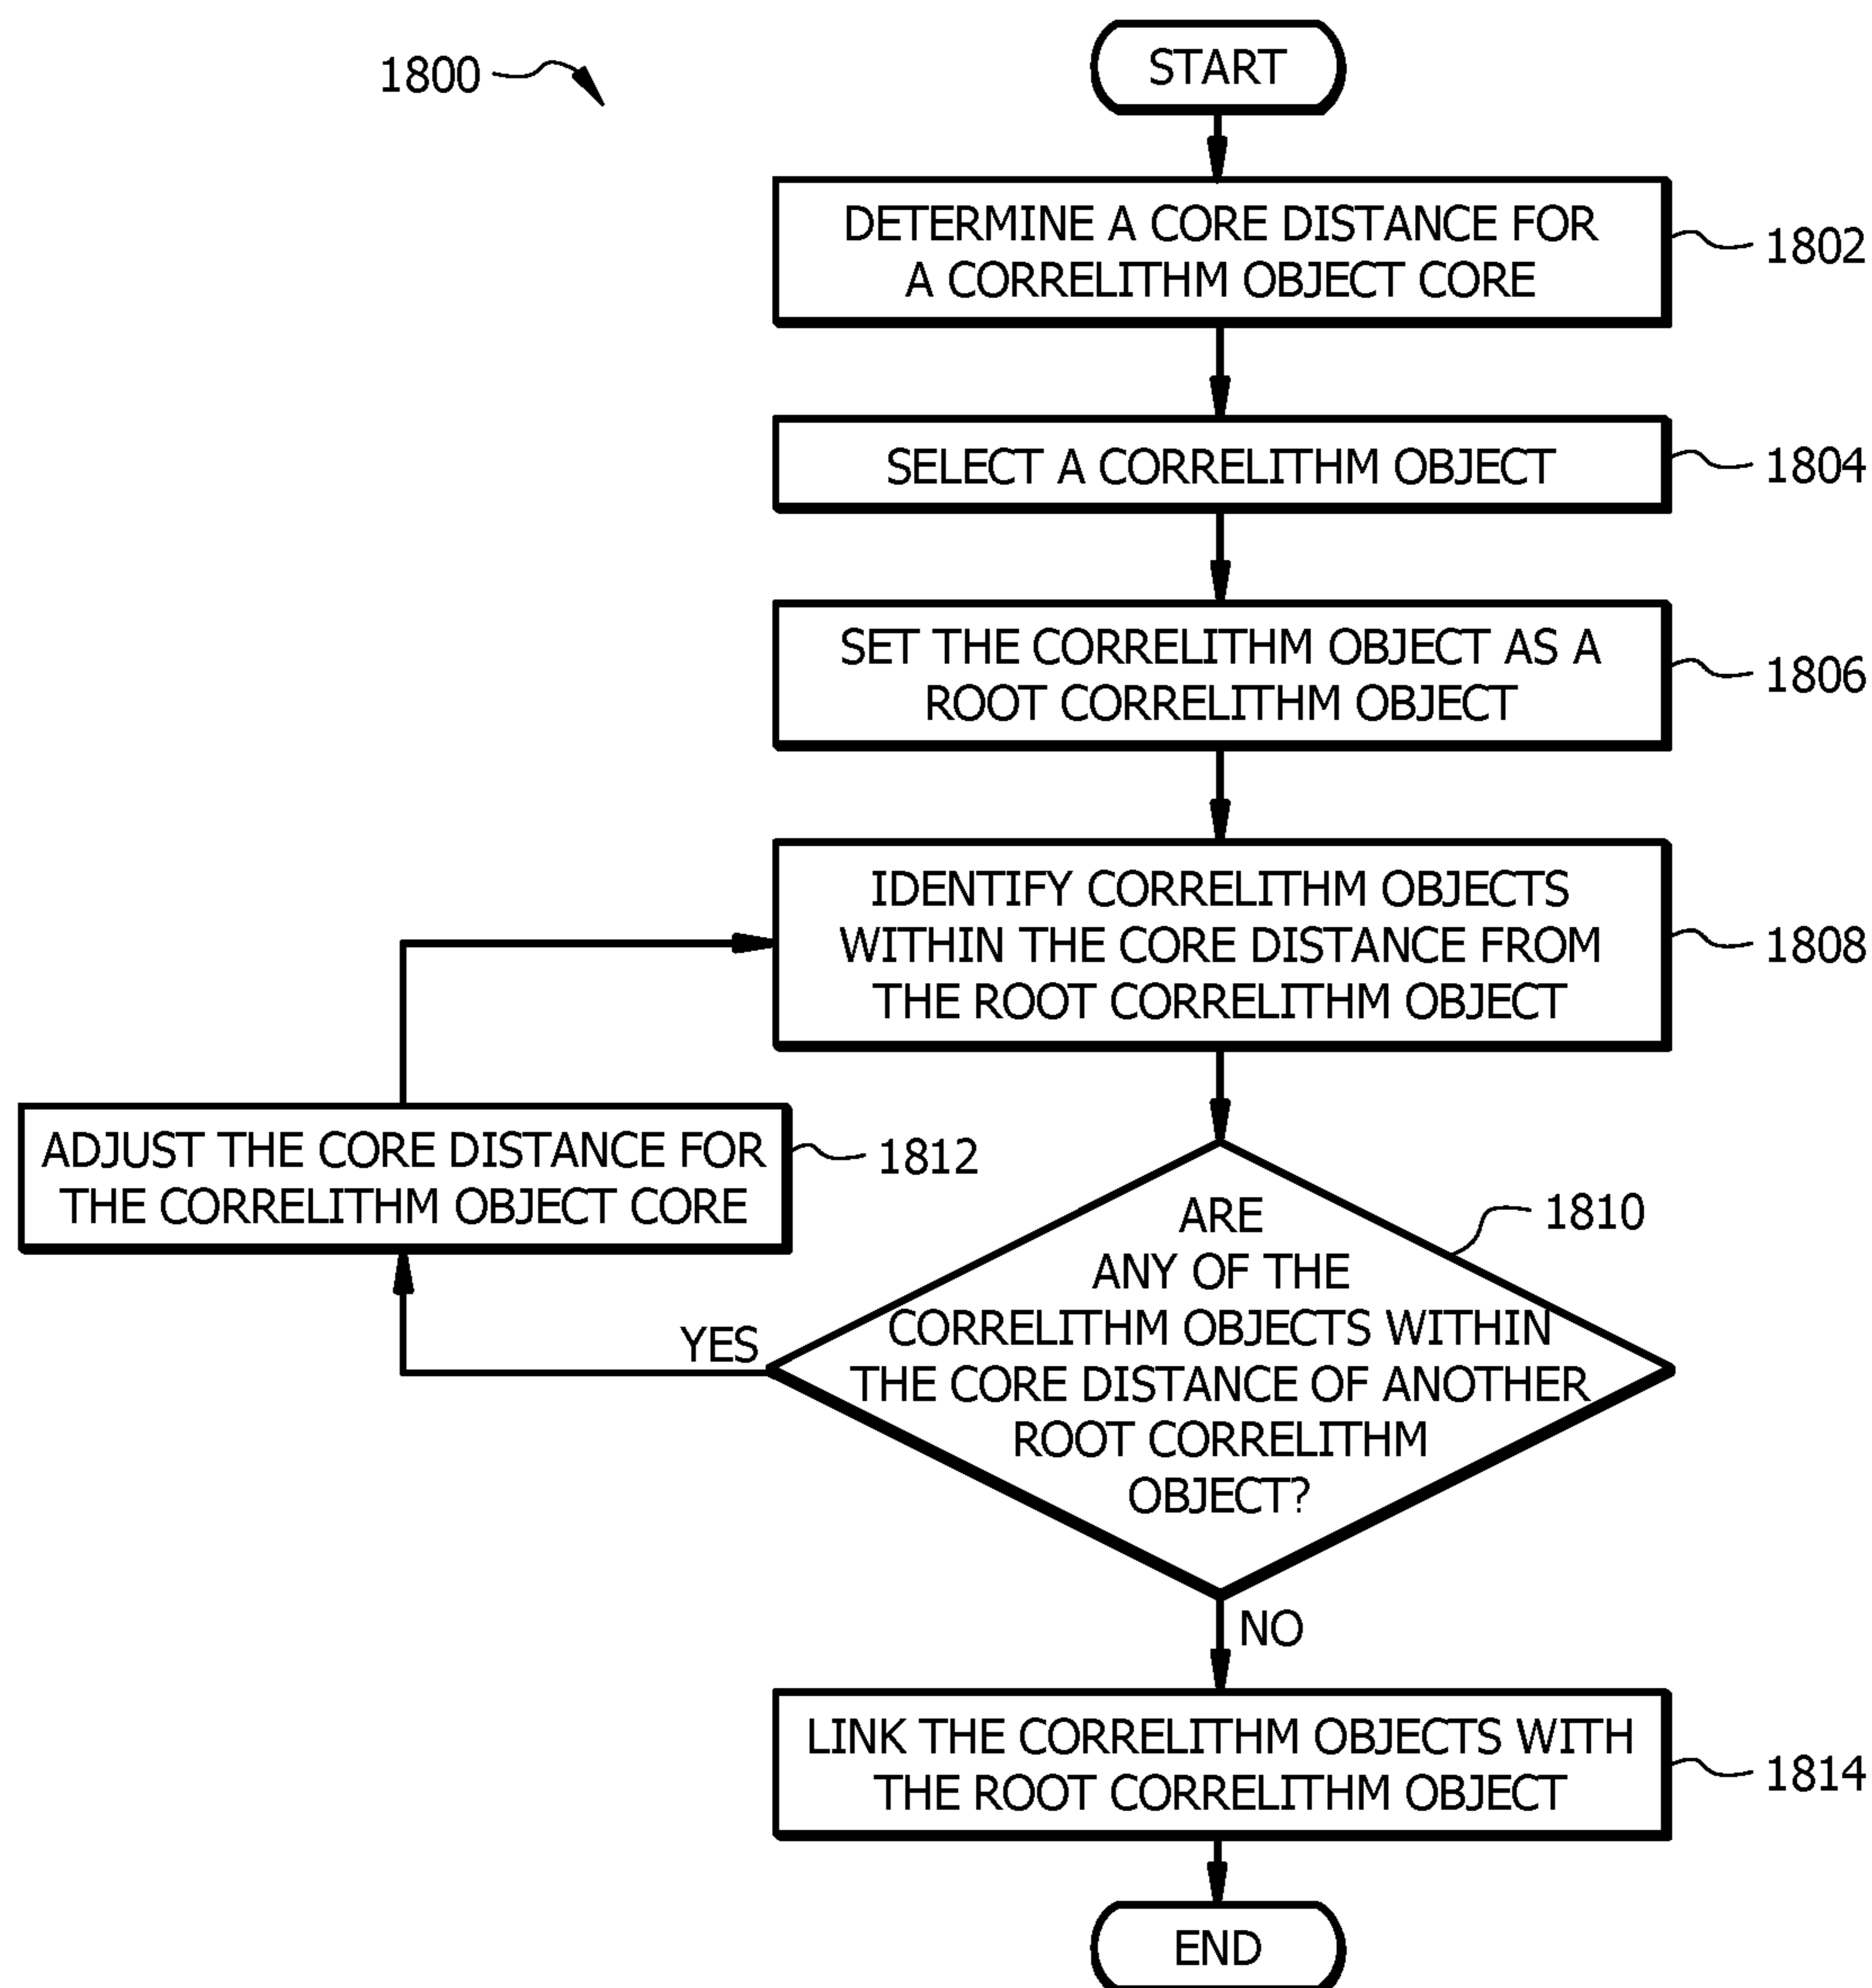 1800
START
DETERMINE A CORE DISTANCE FOR
A CORRELITHM OBJECT CORE
1802
SELECT A CORRELITHM OBJECT
1804
SET THE CORRELITHM OBJECT AS A
ROOT CORRELITHM OBJECT
1806
IDENTIFY CORRELITHM OBJECTS
WITHIN THE CORE DISTANCE FROM
THE ROOT CORRELITHM OBJECT
1808
ADJUST THE CORE DISTANCE FOR
THE CORRELITHM OBJECT CORE
1812
ARE
ANY OF THE
CORRELITHM OBJECTS WITHIN
THE CORE DISTANCE OF ANOTHER
ROOT CORRELITHM
OBJECT?
1810
YES
NO
LINK THE CORRELITHM OBJECTS WITH
THE ROOT CORRELITHM OBJECT
1814
END